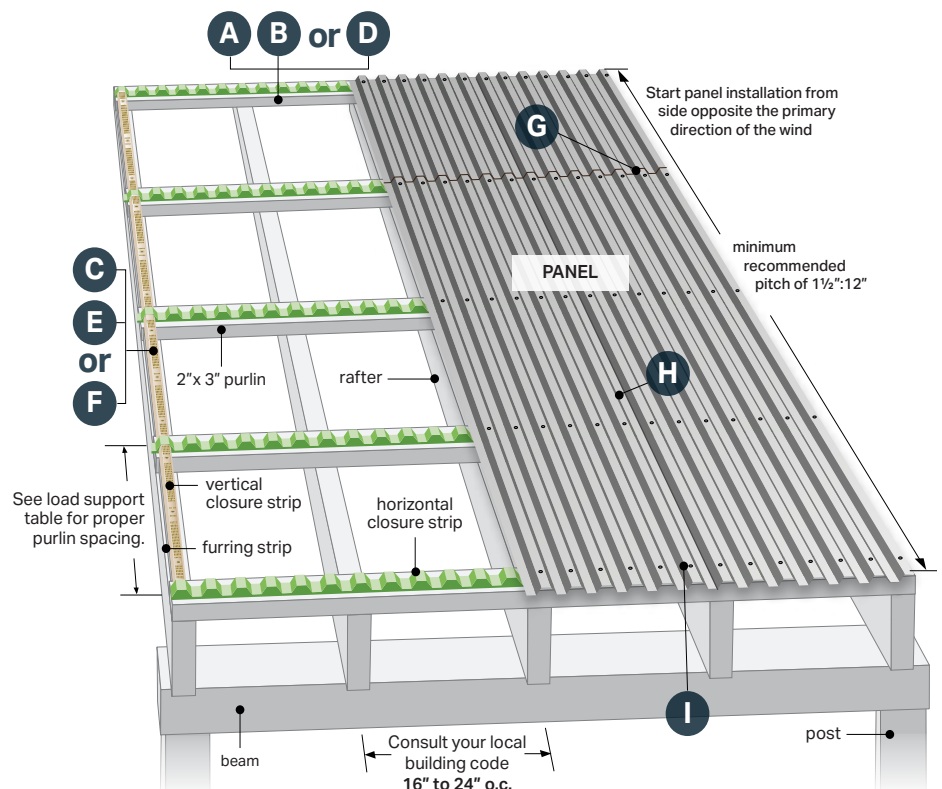 A B or D
Start panel installation from
side opposite the primary
direction of the wind
G
minimum
recommended
pitch of 1½”:12”
PANEL
C
E
or
F
2”x 3” purlin
rafter
H
See load support
table for proper
purlin spacing.
vertical
closure strip
horizontal
closure strip
furring strip
I
beam
Consult your local
building code
16” to 24” o.c.
post